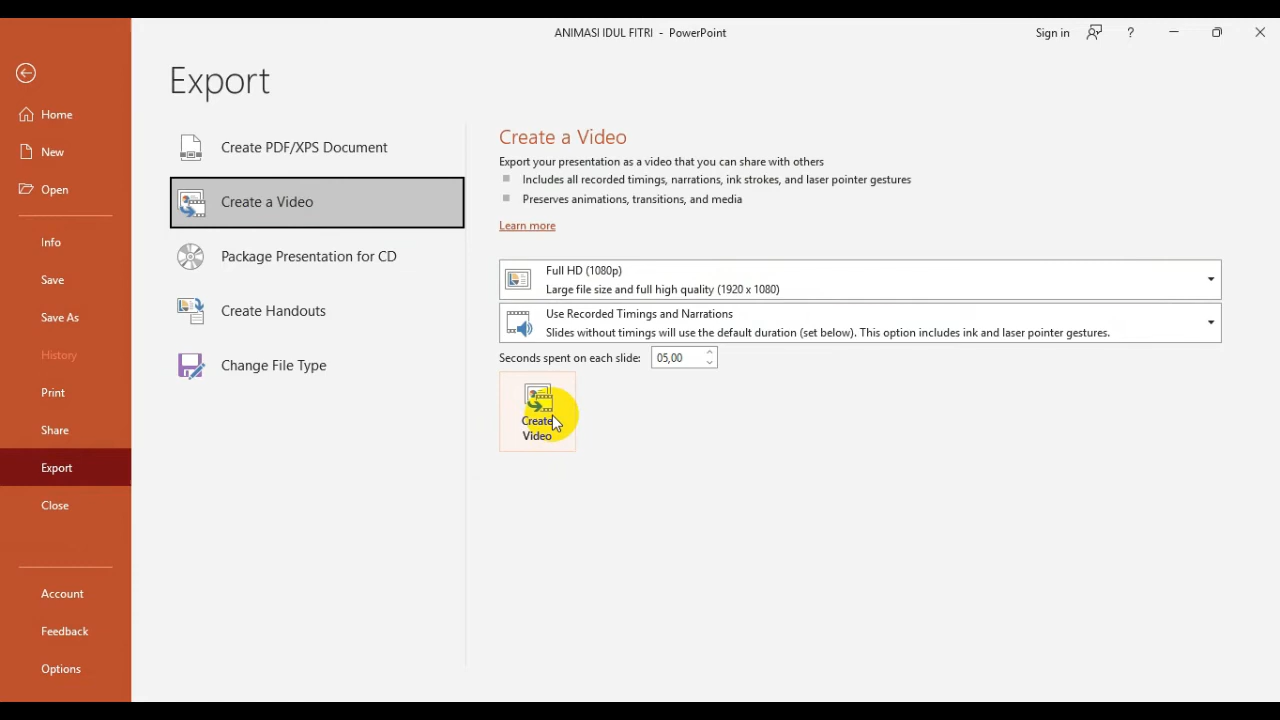 ANIMASI IDUL FITRI - PowerPoint
Sign in
?
Export
Home
New
Open
Info
Save
Save As
History
Print
Share
Export
Close
Account
Feedback
Options
Create PDF/XPS Document
Create a Video
Package Presentation for CD
Create Handouts
Change File Type
Create a Video
Export your presentation as a video that you can share with others
Includes all recorded timings, narrations, ink strokes, and laser pointer gestures
Preserves animations, transitions, and media
Learn more
Full HD (1080p)
Large file size and full high quality (1920 x 1080)
Use Recorded Timings and Narrations
Slides without timings will use the default duration (set below). This option includes ink and laser pointer gestures.
Seconds spent on each slide: 05,00
Create
Video